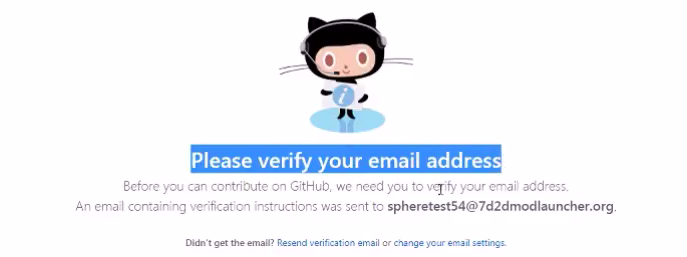 i
Please verify your email address
Before you can contribute on GitHub, we need you to verify your email address.
An email containing verification instructions was sent to spheretest54@7d2dmodlauncher.org.
Didn't get the email? Resend verification email or change your email settings.